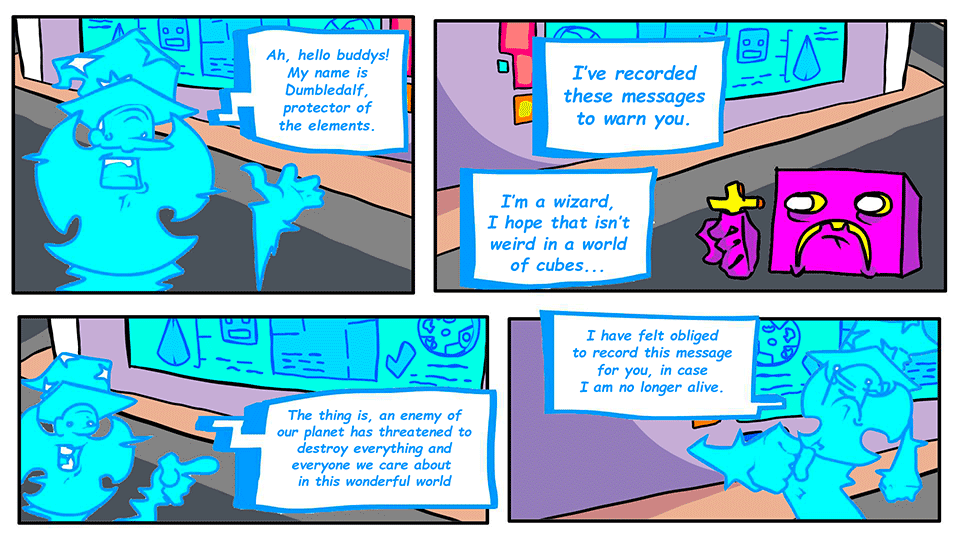 Ah, hello buddys!
My name is
Dumbledalf,
protector of
the elements.
I've recorded
these messages
to warn you.
I'm a wizard,
I hope that isn't
weird in a world
of cubes...
The thing is, an enemy of
our planet has threatened to
destroy everything and
everyone we care about
in this wonderful world
I have felt obliged
to record this message
for you, in case
I am no longer alive.